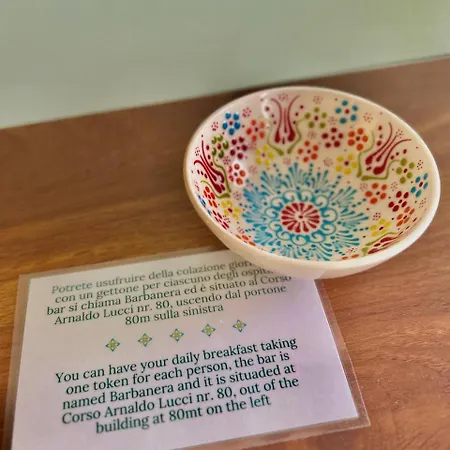 Potrete usufruire della colazione gior
con un gettone per ciascuno degli ospit
bar si chiama Barbanera ed è situato al Corso
Arnaldo Lucci nr. 80, uscendo dal portone
80m sulla sinistra
You can have your daily breakfast taking
one token for each person, the bar is
named Barbanera and it is situaded at
Corso Arnaldo Lucci nr. 80, out of the
building at 80mt on the left